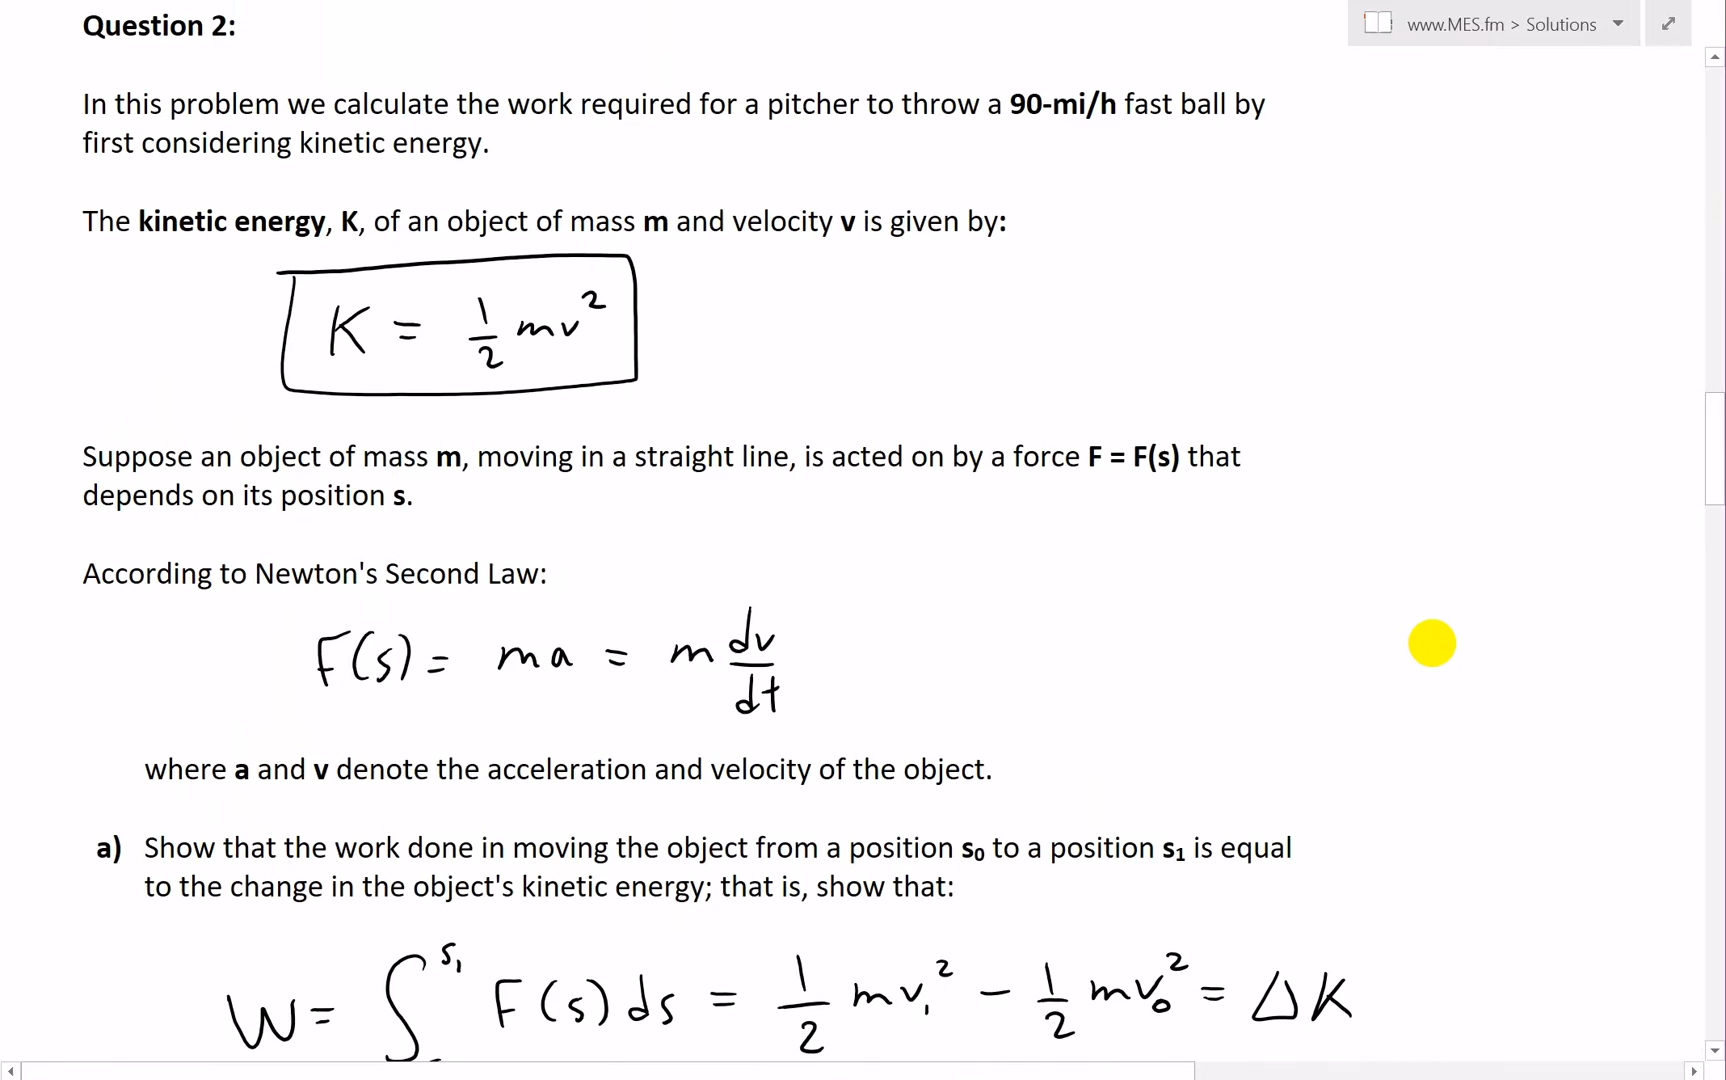 Question 2:
www.MES.fm > Solutions
In this problem we calculate the work required for a pitcher to throw a 90-mi/h fast ball by
first considering kinetic energy.
The kinetic energy, K, of an object of mass m and velocity v is given by:
K = 1/2 mv²
Suppose an object of mass m, moving in a straight line, is acted on by a force F = F(s) that
depends on its position s.
According to Newton's Second Law:
F(s) = ma = m dv/dt
where a and v denote the acceleration and velocity of the object.
a) Show that the work done in moving the object from a position s₀ to a position s₁ is equal
to the change in the object's kinetic energy; that is, show that:
W = ∫ s₁ F(s) ds = 1/2 mv₁² − 1/2 mv₀² = ΔK